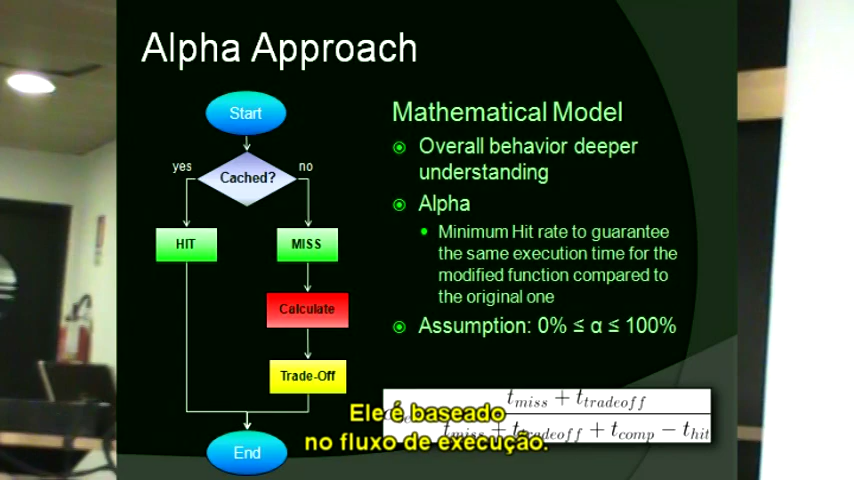 Alpha Approach
Start
yes
no
Cached?
HIT
MISS
Calculate
Trade-Off
End
Mathematical Model
Overall behavior deeper
understanding
Alpha
Minimum Hit rate to guarantee
the same execution time for the
modified function compared to
the original one
Assumption: 0% ≤ α ≤ 100%
t_miss + t_tradeoff
t_miss + t_tradeoff + t_comp − t_hit
Ele é baseado
no fluxo de execução.